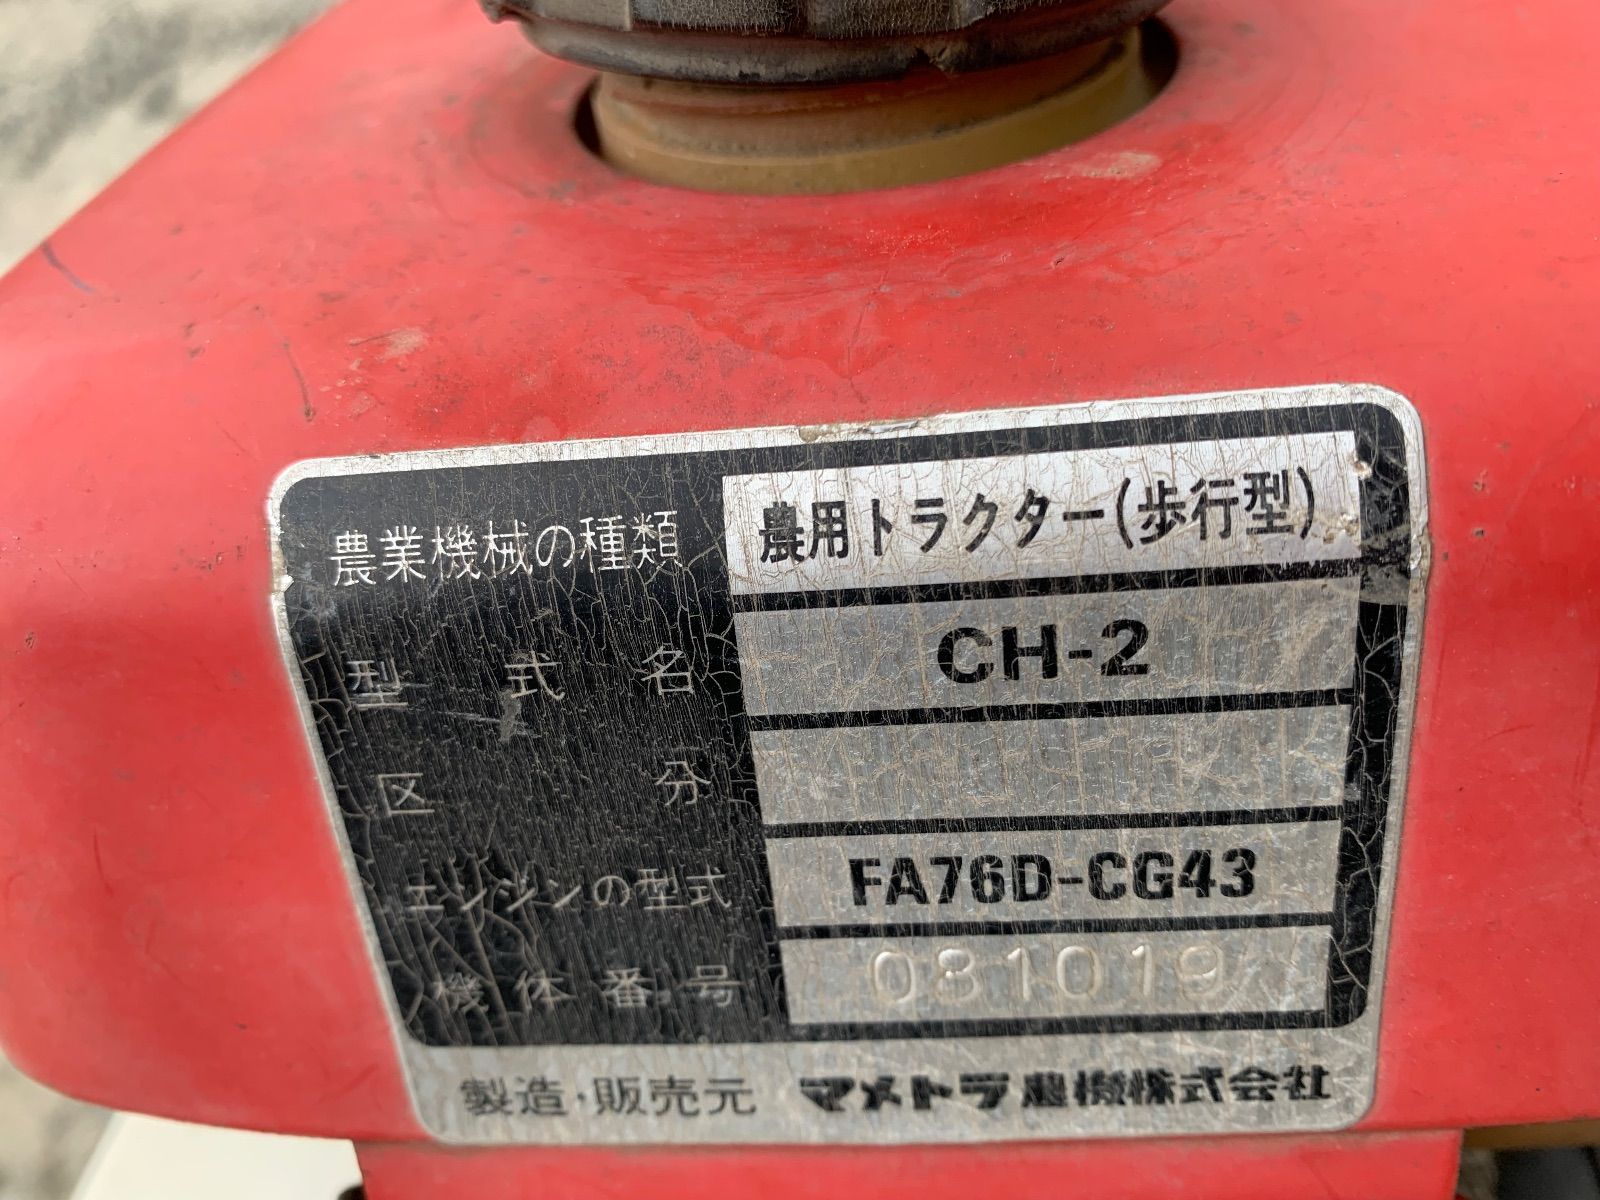 農業機械の種類 農用トラクター(歩行型)
型式名 CH-2
区分
エンジンの型式 FA76D-CG43
機体番号 081019
製造・販売元 マメトラ農機株式会社